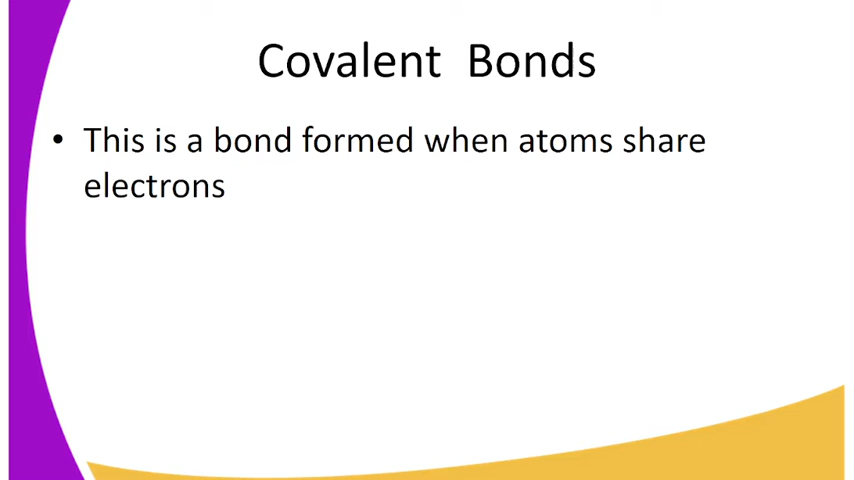 Covalent Bonds
• This is a bond formed when atoms share
electrons